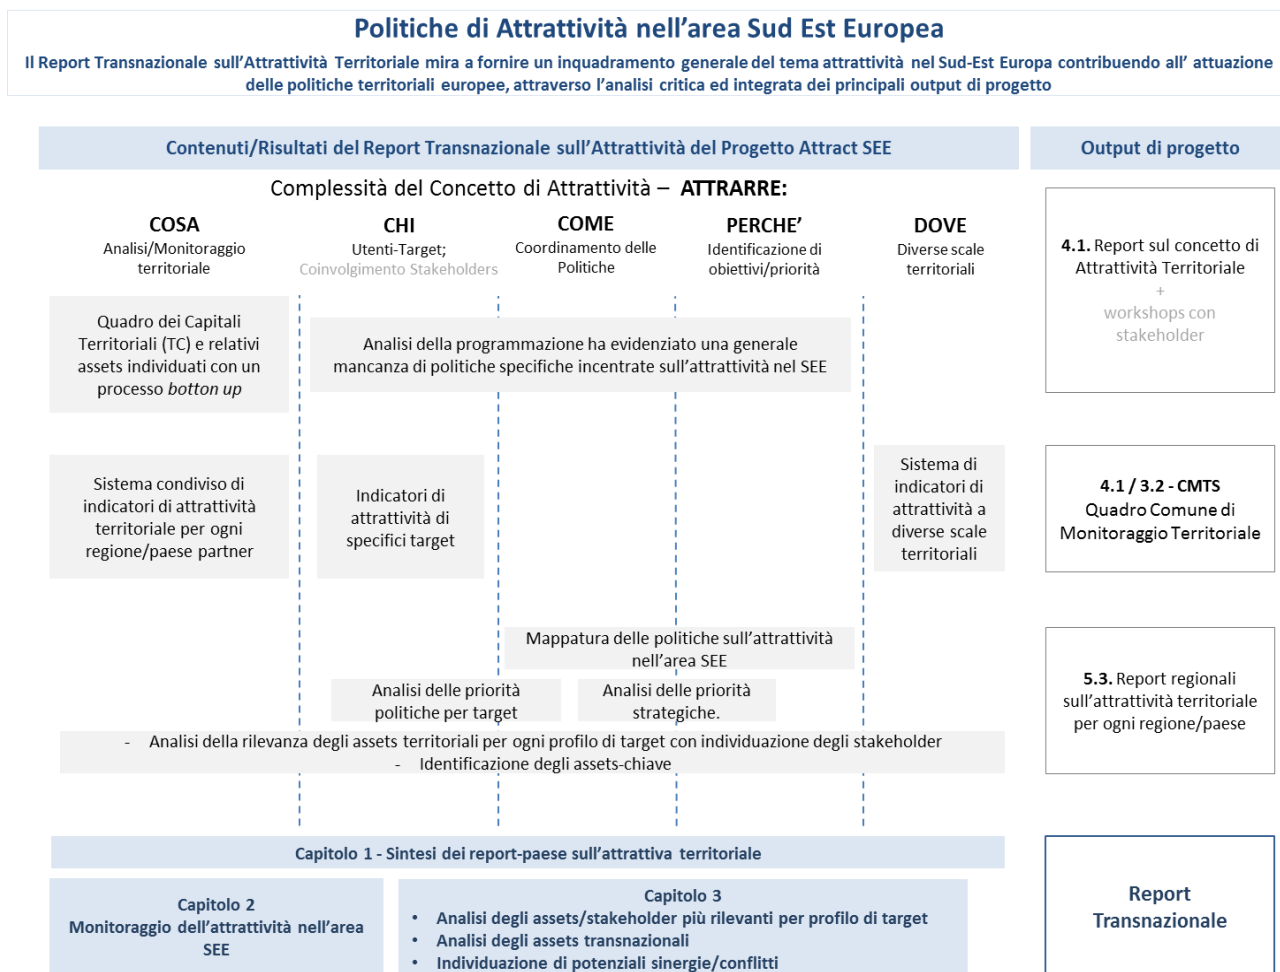 Politiche di Attrattività nell’area Sud Est Europea
Il Report Transnazionale sull’Attrattività Territoriale mira a fornire un inquadramento generale del tema attrattività nel Sud-Est Europa contribuendo all’ attuazione
delle politiche territoriali europee, attraverso l’analisi critica ed integrata dei principali output di progetto
Contenuti/Risultati del Report Transnazionale sull’Attrattività del Progetto Attract SEE
Output di progetto
Complessità del Concetto di Attrattività – ATTRARRE:
COSA
Analisi/Monitoraggio
territoriale
CHI
Utenti-Target;
Coinvolgimento Stakeholders
COME
Coordinamento delle
Politiche
PERCHE’
Identificazione di
obiettivi/priorità
DOVE
Diverse scale
territoriali
4.1. Report sul concetto di
Attrattività Territoriale
+
workshops con
stakeholder
Quadro dei Capitali
Territoriali (TC) e relativi
assets individuati con un
processo botton up
Analisi della programmazione ha evidenziato una generale
mancanza di politiche specifiche incentrate sull’attrattività nel SEE
Sistema condiviso di
indicatori di attrattività
territoriale per ogni
regione/paese partner
Indicatori di
attrattività di
specifici target
Sistema di
indicatori di
attrattività a
diverse scale
territoriali
4.1 / 3.2 - CMTS
Quadro Comune di
Monitoraggio Territoriale
Mappatura delle politiche sull’attrattività
nell’area SEE
Analisi delle priorità
politiche per target
Analisi delle priorità
strategiche.
- Analisi della rilevanza degli assets territoriali per ogni profilo di target con individuazione degli stakeholder
- Identificazione degli assets-chiave
5.3. Report regionali
sull’attrattività territoriale
per ogni regione/paese
Capitolo 1 - Sintesi dei report-paese sull’attrattiva territoriale
Capitolo 2
Monitoraggio dell’attrattività nell’area
SEE
Capitolo 3
• Analisi degli assets/stakeholder più rilevanti per profilo di target
• Analisi degli assets transnazionali
• Individuazione di potenziali sinergie/conflitti
Report
Transnazionale